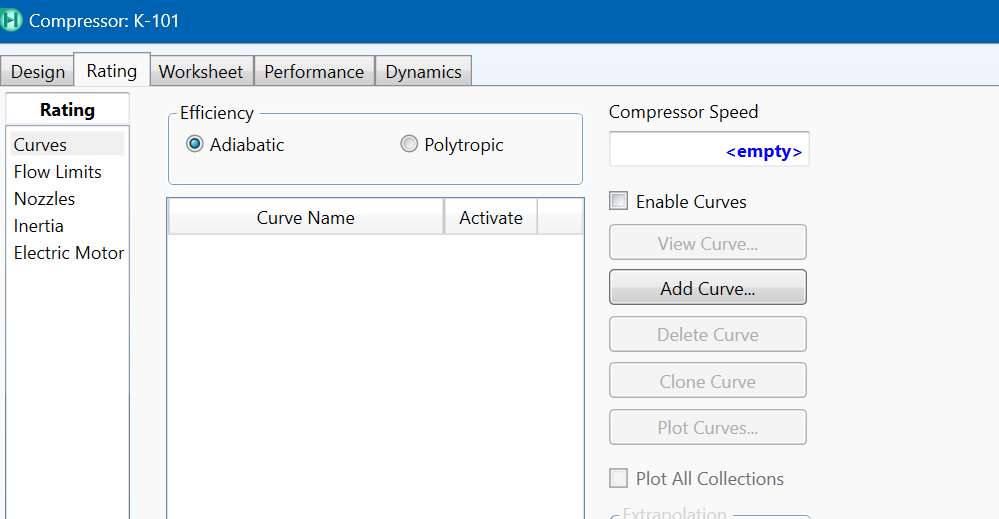 Compressor: K-101
Design Rating Worksheet Performance Dynamics
Rating
Curves
Flow Limits
Nozzles
Inertia
Electric Motor
Efficiency
Adiabatic Polytropic
Curve Name Activate
Compressor Speed
<empty>
Enable Curves
View Curve...
Add Curve...
Delete Curve
Clone Curve
Plot Curves...
Plot All Collections
Extrapolation